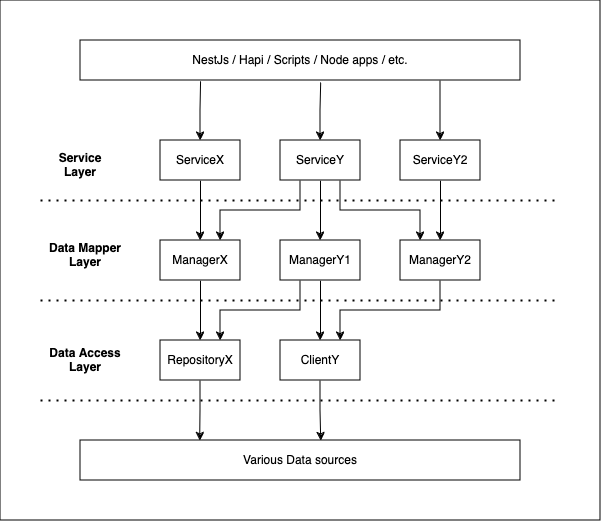 NestJs / Hapi / Scripts / Node apps / etc.
Service
Layer
ServiceX
ServiceY
ServiceY2
Data Mapper
Layer
ManagerX
ManagerY1
ManagerY2
Data Access
Layer
RepositoryX
ClientY
Various Data sources